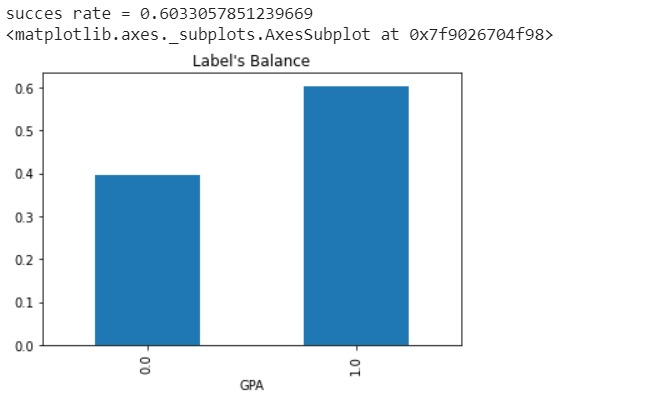 succes rate = 0.6033057851239669
<matplotlib.axes._subplots.AxesSubplot at 0x7f9026704f98>
Label's Balance
0.6
0.5
0.4
0.3
0.2
0.1
0.0
0.0
1.0
GPA